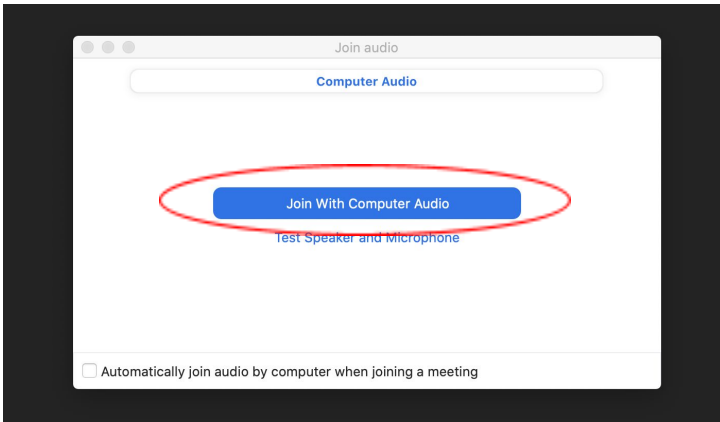 Join audio
Computer Audio
Join With Computer Audio
Test Speaker and Microphone
Automatically join audio by computer when joining a meeting